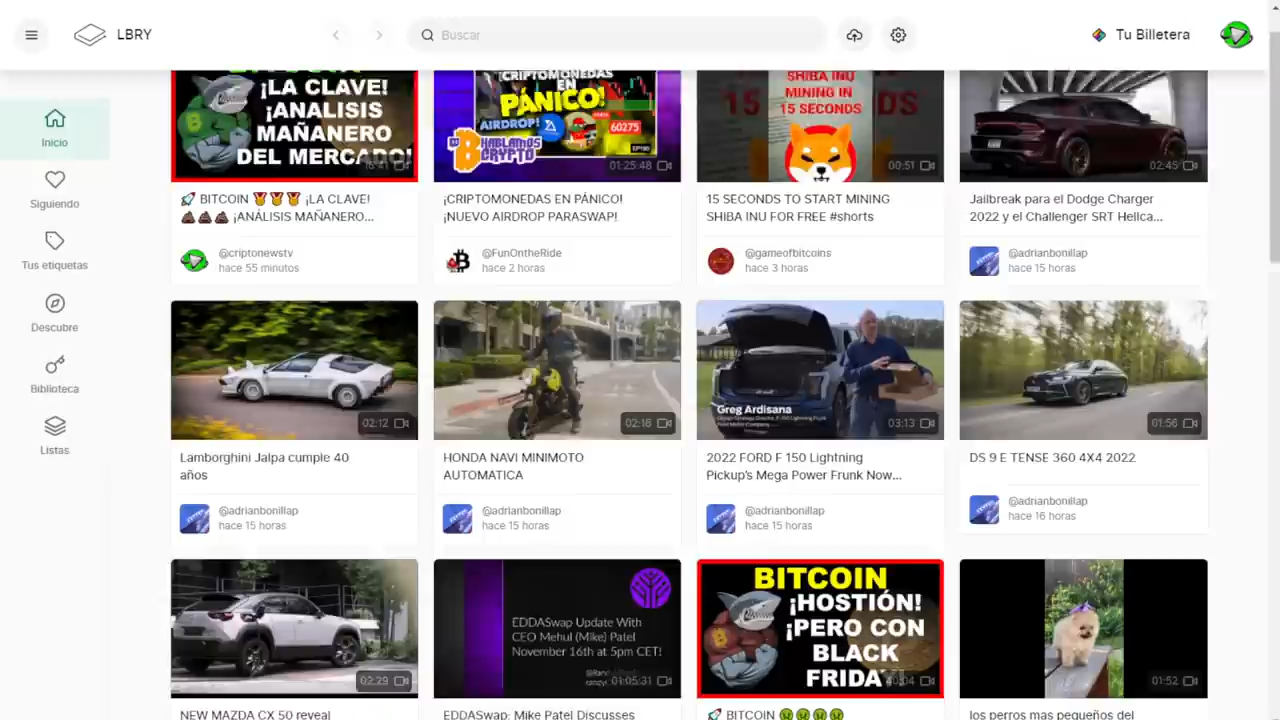 LBRY
Buscar
Tu Billetera
Inicio
Siguiendo
Tus etiquetas
Descubre
Biblioteca
Listas
¡LA CLAVE!
¡ANALISIS
MAÑANERO
DEL MERCADO!
🚀 BITCOIN 🏅🏅🏅 ¡LA CLAVE!
💩💩💩 ¡ANÁLISIS MAÑANERO...
@criptonewstv
hace 55 minutos
¡CRIPTOMONEDAS
EN
PÁNICO!
AIRDROP!
60275
HABLAMOS
CRYPTO
01:25:48
¡CRIPTOMONEDAS EN PÁNICO!
¡NUEVO AIRDROP PARASWAP!
@FunOntheRide
hace 2 horas
SHIBA INU
MINING IN
15 SECONDS
00:51
15 SECONDS TO START MINING
SHIBA INU FOR FREE #shorts
@gameofbitcoins
hace 3 horas
02:45
Jailbreak para el Dodge Charger
2022 y el Challenger SRT Hellca...
@adrianbonillap
hace 15 horas
02:12
Lamborghini Jalpa cumple 40
años
@adrianbonillap
hace 15 horas
02:16
HONDA NAVI MINIMOTO
AUTOMATICA
@adrianbonillap
hace 15 horas
Greg Ardisana
03:13
2022 FORD F 150 Lightning
Pickup's Mega Power Frunk Now...
@adrianbonillap
hace 15 horas
01:56
DS 9 E TENSE 360 4X4 2022
@adrianbonillap
hace 16 horas
02:29
NEW MAZDA CX 50 reveal
EDDASwap Update With
CEO Mehul (Mike) Patel
November 16th at 5pm CET!
01:05:31
EDDASwap: Mike Patel Discusses
BITCOIN
¡HOSTIÓN!
¡PERO CON
BLACK
FRIDA
40:04
🚀 BITCOIN 🤢🤢🤢🤢
01:52
los perros mas pequeños del